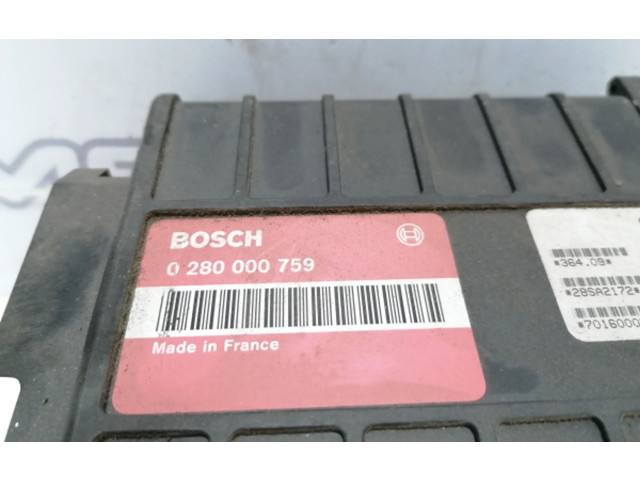 BOSCH
0 280 000 759
Made in France
*364.09*
*28SA2172*